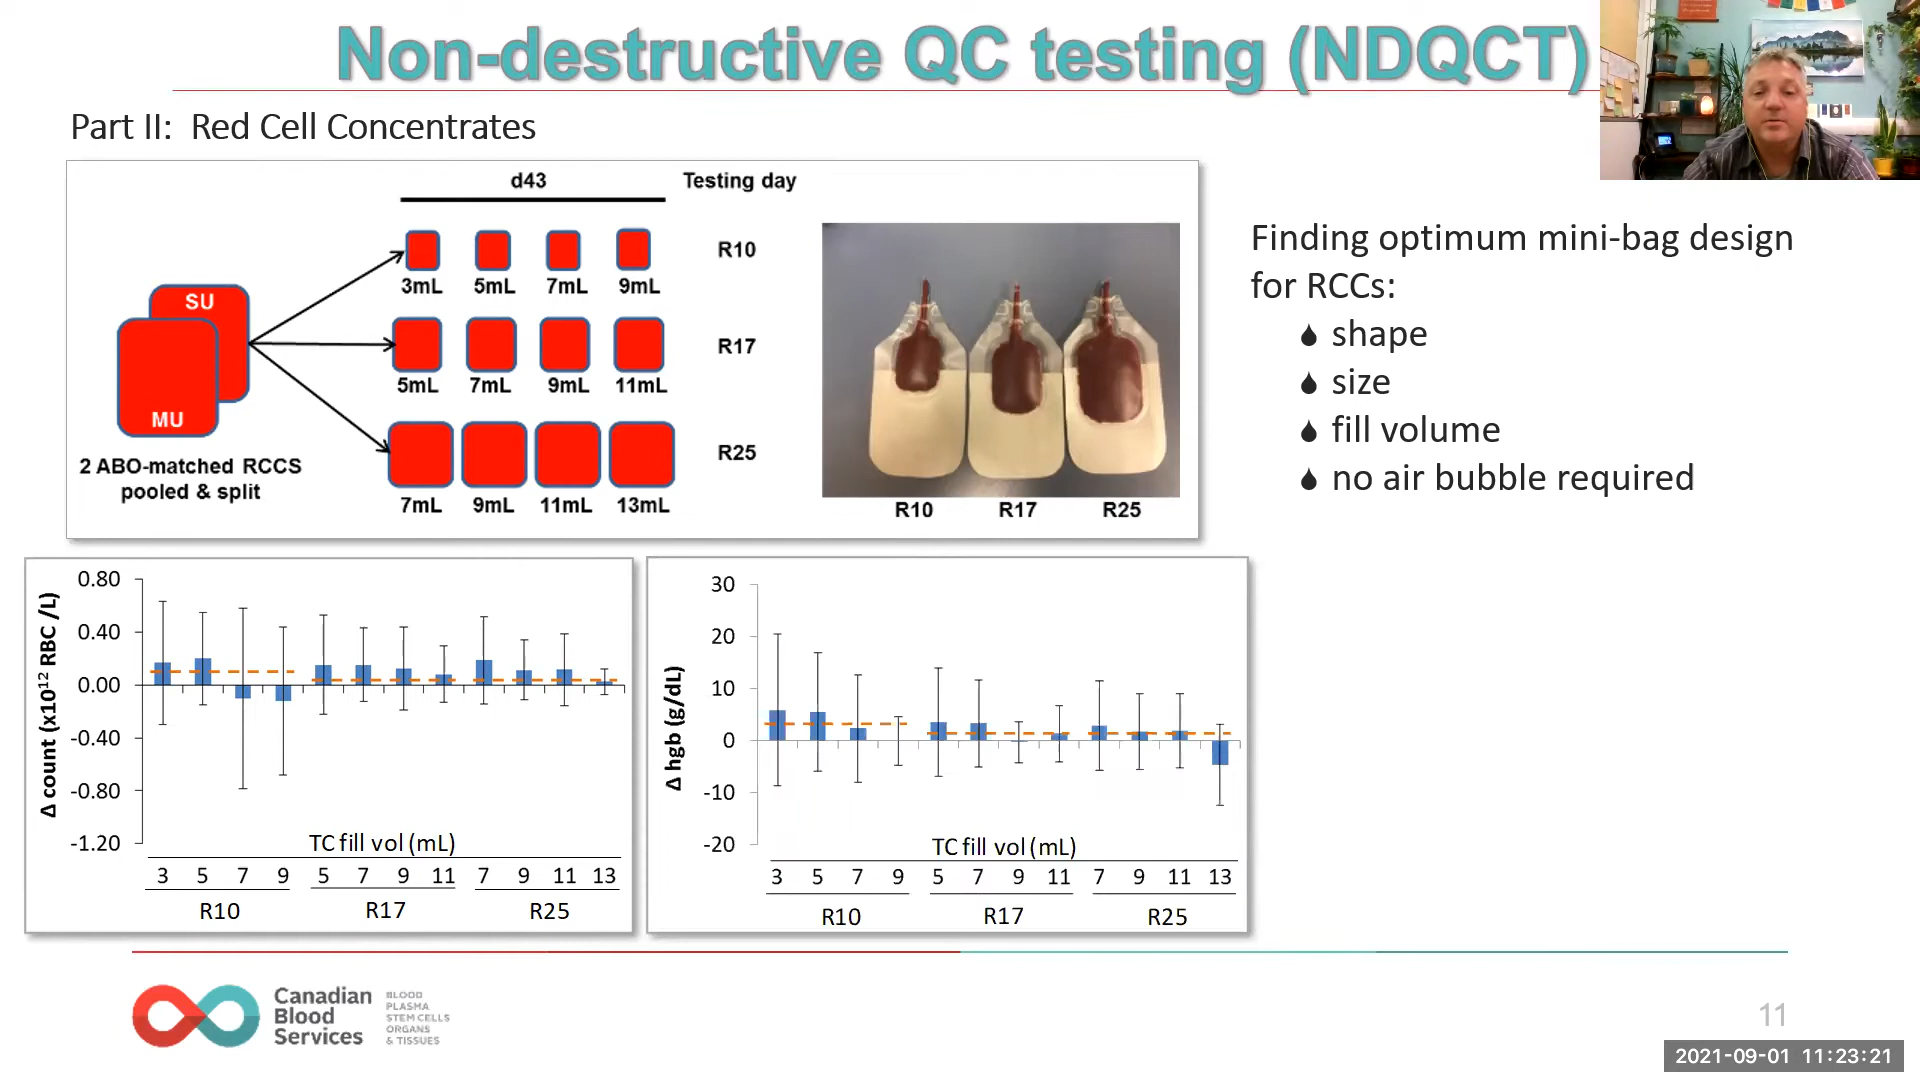 Non-destructive QC testing (NDQCT)
Part II: Red Cell Concentrates
d43 Testing day
SU
MU
2 ABO-matched RCCS
pooled & split
3mL 5mL 7mL 9mL R10
5mL 7mL 9mL 11mL R17
7mL 9mL 11mL 13mL R25
R10 R17 R25
Finding optimum mini-bag design
for RCCs:
shape
size
fill volume
no air bubble required
Δ count (x10¹² RBC /L)
0.80
0.40
0.00
-0.40
-0.80
-1.20
TC fill vol (mL)
3 5 7 9 5 7 9 11 7 9 11 13
R10 R17 R25
Δ hgb (g/dL)
30
20
10
0
-10
-20
TC fill vol (mL)
3 5 7 9 5 7 9 11 7 9 11 13
R10 R17 R25
Canadian
Blood
Services
BLOOD
PLASMA
STEM CELLS
ORGANS
& TISSUES
11
2021-09-01 11:23:21